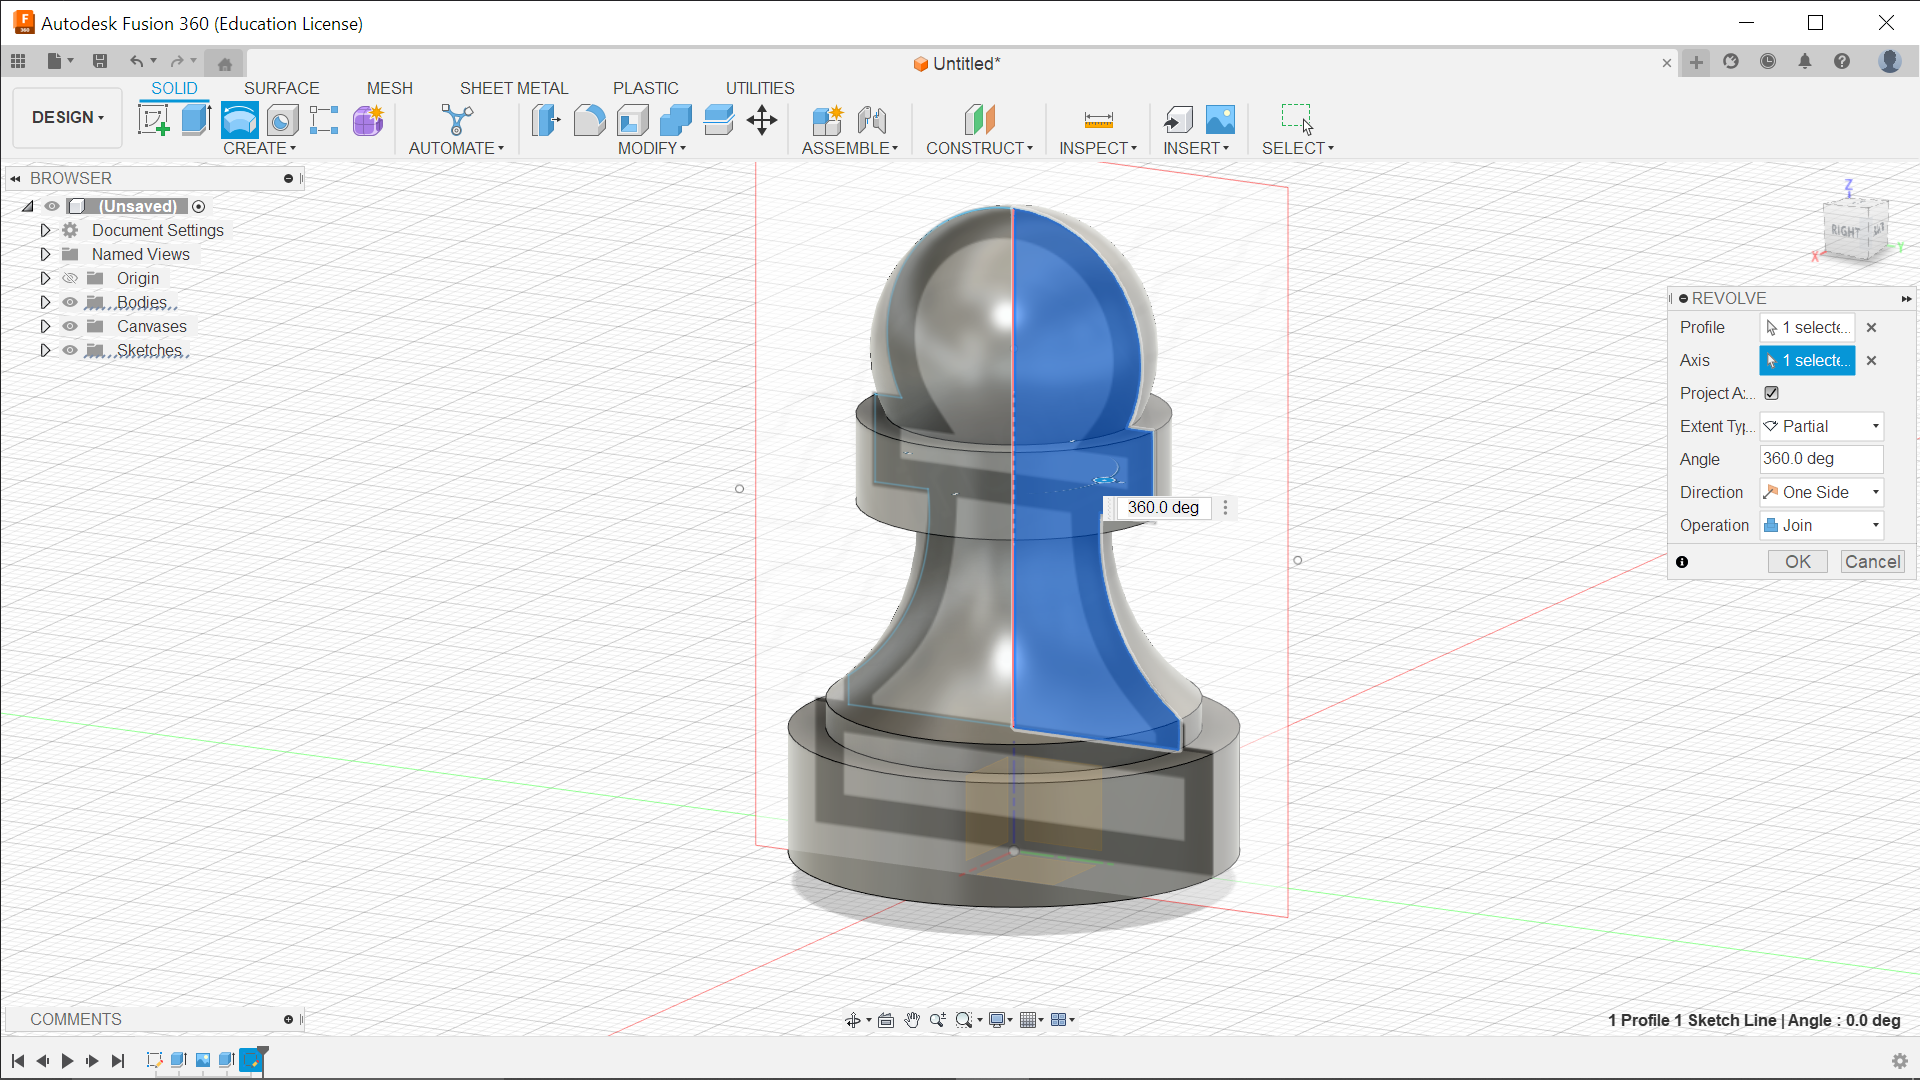 Autodesk Fusion 360 (Education License)
Untitled*
DESIGN
SOLID SURFACE MESH SHEET METAL PLASTIC UTILITIES
CREATE AUTOMATE MODIFY ASSEMBLE CONSTRUCT INSPECT INSERT SELECT
BROWSER
(Unsaved)
Document Settings
Named Views
Origin
Bodies
Canvases
Sketches
Z
RIGHT
X
Y
REVOLVE
Profile 1 selecte...
Axis 1 selecte...
Project A:...
Extent Typ... Partial
Angle 360.0 deg
Direction One Side
Operation Join
OK Cancel
360.0 deg
COMMENTS
1 Profile 1 Sketch Line | Angle : 0.0 deg